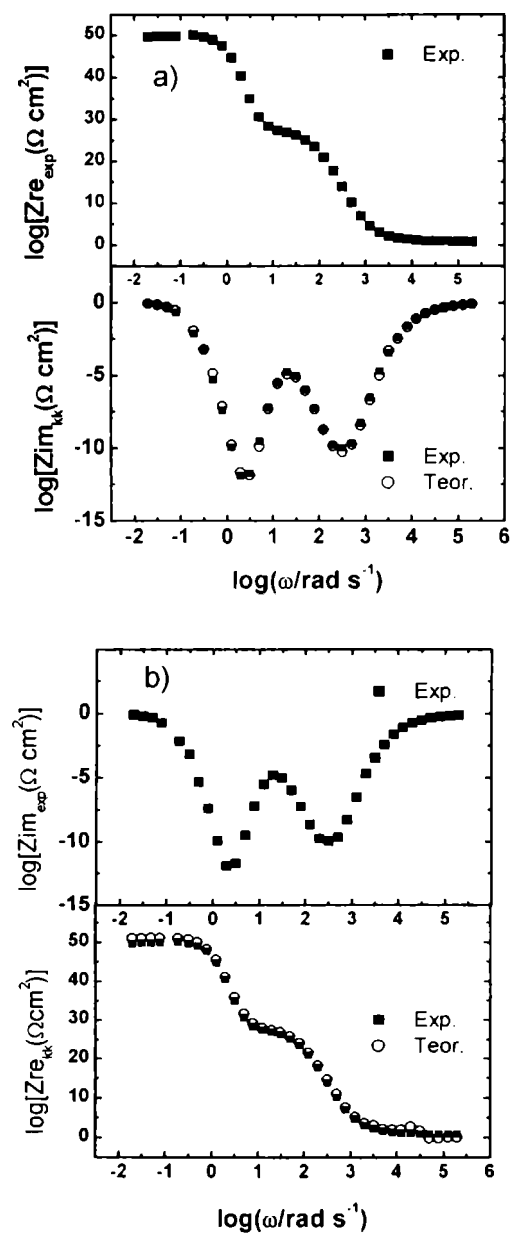 a)
Exp.
log[Zre_exp(Ω cm²)]
50
40
30
20
10
0
-2 -1 0 1 2 3 4 5 6
log[Zim_kk(Ω cm²)]
0
-5
-10
-15
Exp.
Teor.
-2 -1 0 1 2 3 4 5 6
log(ω/rad s⁻¹)
b)
Exp.
log[Zim_exp(Ω cm²)]
0
-5
-10
-15
-2 -1 0 1 2 3 4 5 6
log[Zre_kk(Ωcm²)]
50
40
30
20
10
0
Exp.
Teor.
-2 -1 0 1 2 3 4 5 6
log(ω/rad s⁻¹)